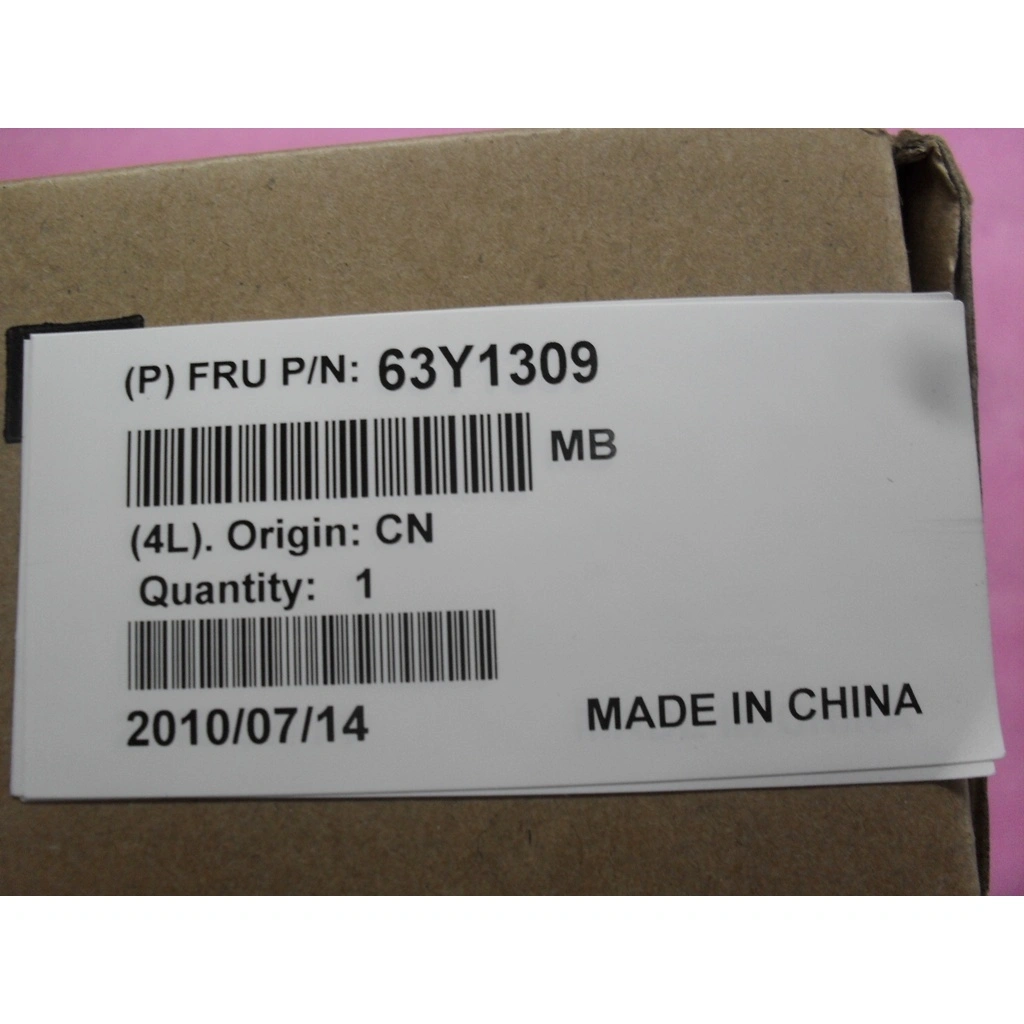 (P) FRU P/N: 63Y1309
MB
(4L). Origin: CN
Quantity: 1
2010/07/14
MADE IN CHINA